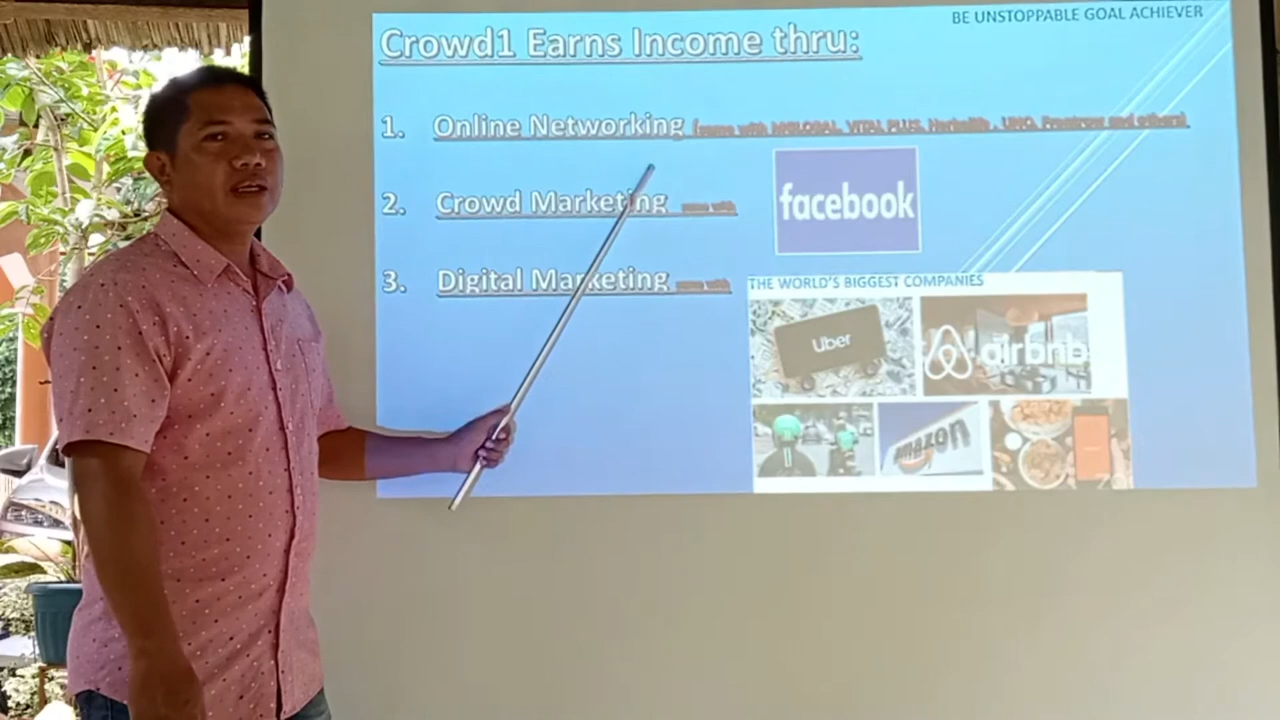 BE UNSTOPPABLE GOAL ACHIEVER
Crowd1 Earns Income thru:
1. Online Networking
2. Crowd Marketing
facebook
3. Digital Marketing
THE WORLD'S BIGGEST COMPANIES
Uber
airbnb
amazon